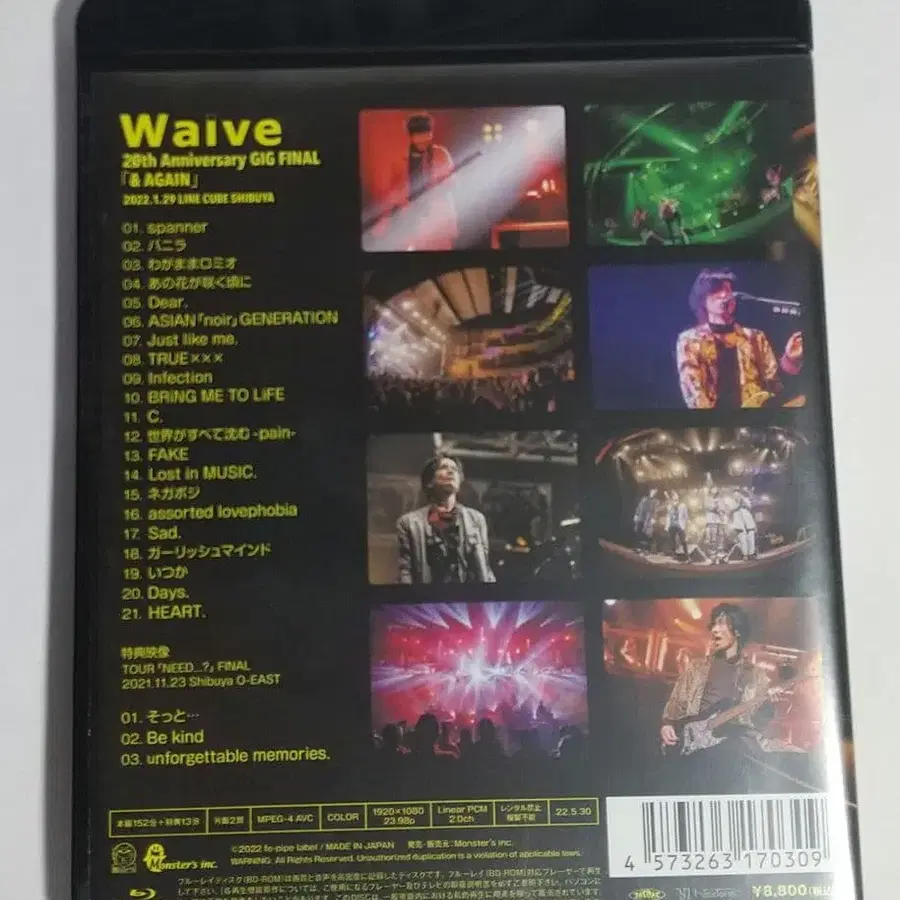 Waive
20th Anniversary GIG FINAL
「& AGAIN」
2022.1.29 LINE CUBE SHIBUYA
01. spanner
02. バニラ
03. わがままロミオ
04. あの花が咲く頃に
05. Dear.
06. ASIAN「noir」GENERATION
07. Just like me.
08. TRUE×××
09. Infection
10. BRiNG ME TO LiFE
11. C.
12. 世界がすべて沈む -pain-
13. FAKE
14. Lost in MUSIC.
15. ネガポジ
16. assorted lovephobia
17. Sad.
18. ガーリッシュマインド
19. いつか
20. Days.
21. HEART.
特典映像
TOUR「NEED...?」FINAL
2021.11.23 Shibuya O-EAST
01. そっと…
02. Be kind
03. unforgettable memories.
本編152分+特典13分 片面2層 MPEG-4 AVC COLOR 1920×1080 23.98p Linear PCM 2.0ch レンタル禁止 複製不能 22.5.30
Monster's inc.
©2022 fe-pipe label / MADE IN JAPAN 発売・販売元:Monster's inc.
WARNING: All Rights Reserved. Unauthorized duplication is a violation of applicable laws.
4 573263 170309
¥8,800